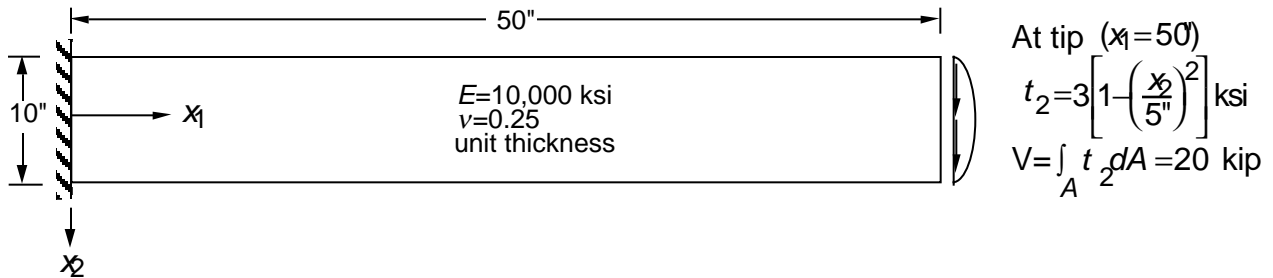 50"
10"
x1
E=10,000 ksi
ν=0.25
unit thickness
x2
At tip (x1=50")
t2=3[1–(x2/5")²] ksi
V=∫A t2dA=20 kip